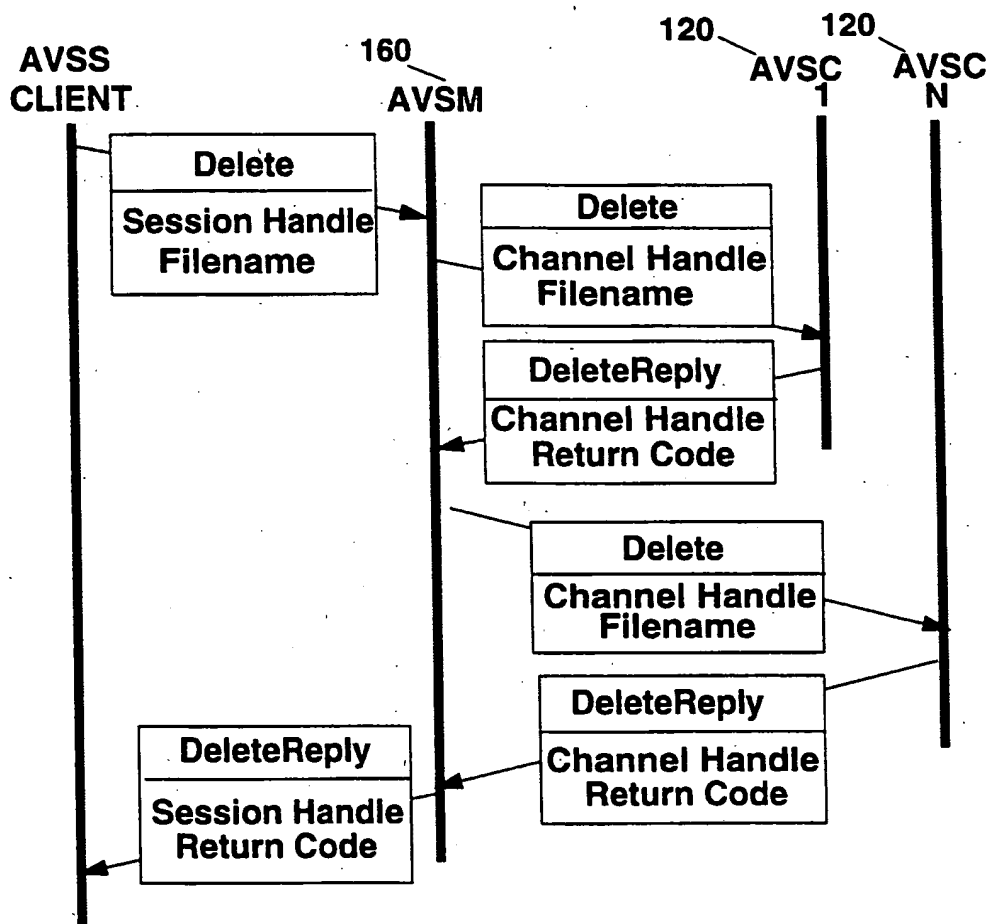 AVSS
CLIENT
160
AVSM
120
AVSC
1
120
AVSC
N
Delete
Session Handle
Filename
Delete
Channel Handle
Filename
DeleteReply
Channel Handle
Return Code
Delete
Channel Handle
Filename
DeleteReply
Channel Handle
Return Code
DeleteReply
Session Handle
Return Code